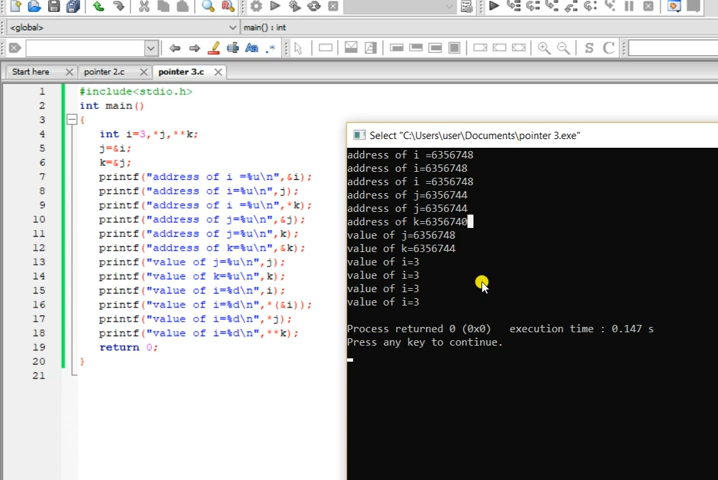 <global>
main() : int
Start here
pointer 2.c
pointer 3.c
1 #include<stdio.h>
2 int main()
3 {
4 int i=3,*j,**k;
5 j=&i;
6 k=&j;
7 printf("address of i =%u\n",&i);
8 printf("address of i=%u\n",j);
9 printf("address of i =%u\n",*k);
10 printf("address of j=%u\n",&j);
11 printf("address of j=%u\n",k);
12 printf("address of k=%u\n",&k);
13 printf("value of j=%u\n",j);
14 printf("value of k=%u\n",k);
15 printf("value of i=%d\n",i);
16 printf("value of i=%d\n",*(&i));
17 printf("value of i=%d\n",*j);
18 printf("value of i=%d\n",**k);
19 return 0;
20 }
21
Select "C:\Users\user\Documents\pointer 3.exe"
address of i =6356748
address of i=6356748
address of i =6356748
address of j=6356744
address of j=6356744
address of k=6356740
value of j=6356748
value of k=6356744
value of i=3
value of i=3
value of i=3
value of i=3
Process returned 0 (0x0)   execution time : 0.147 s
Press any key to continue.